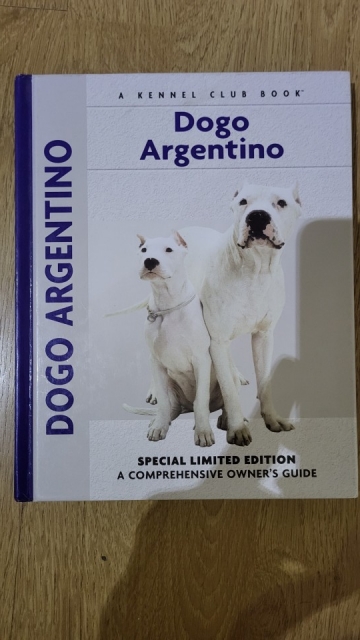 A KENNEL CLUB BOOK
Dogo
Argentino
DOGO ARGENTINO
SPECIAL LIMITED EDITION
A COMPREHENSIVE OWNER'S GUIDE